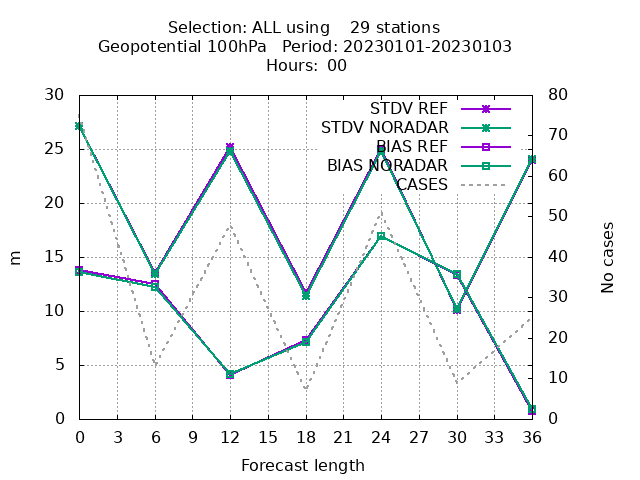 Selection: ALL using    29 stations
Geopotential 100hPa   Period: 20230101-20230103
Hours: 00
30
25
20
15
10
5
0
m
STDV REF
STDV NORADAR
BIAS REF
BIAS NORADAR
CASES
80
70
60
50
40
30
20
10
0
No cases
0 3 6 9 12 15 18 21 24 27 30 33 36
Forecast length